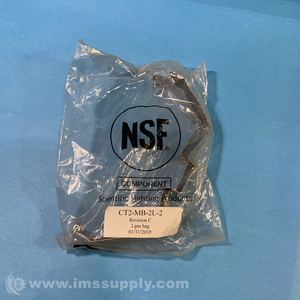 NSF
COMPONENT
Scientific Lighting Products
CT2-MB-2L-2
Revision C
2 per bag
01/31/2018
© www.imssupply.com